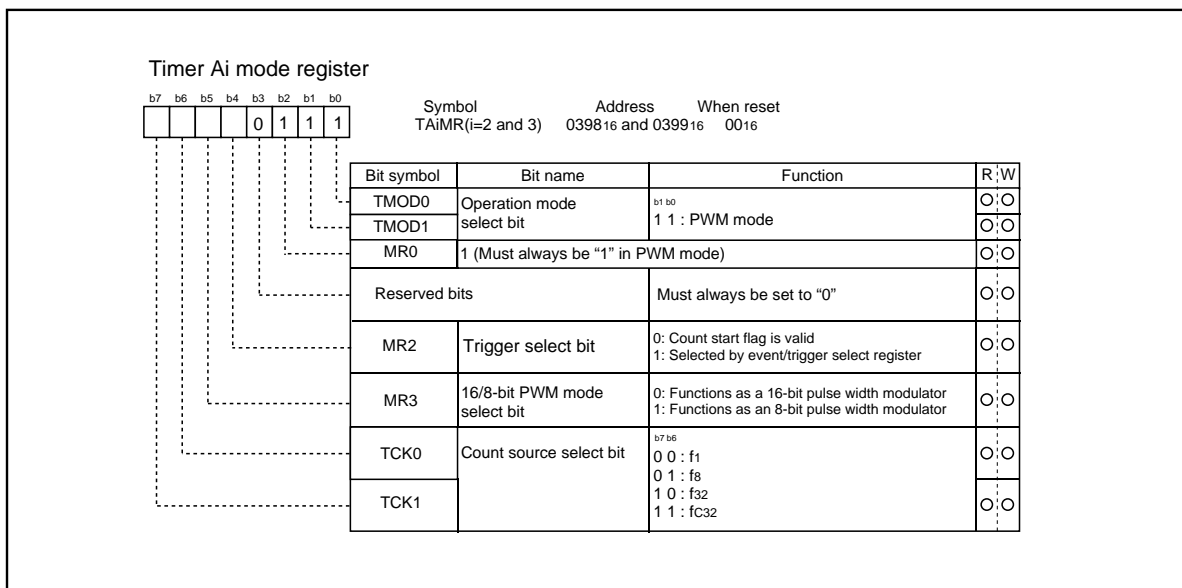 Timer Ai mode register
b7 b6 b5 b4 b3 b2 b1 b0
0 1 1 1
Symbol Address When reset
TAiMR(i=2 and 3) 039816 and 039916 0016
Bit symbol Bit name Function R W
TMOD0 Operation mode select bit b1 b0
TMOD1 1 1 : PWM mode
MR0 1 (Must always be “1” in PWM mode)
Reserved bits Must always be set to “0”
MR2 Trigger select bit 0: Count start flag is valid
1: Selected by event/trigger select register
MR3 16/8-bit PWM mode select bit 0: Functions as a 16-bit pulse width modulator
1: Functions as an 8-bit pulse width modulator
TCK0 Count source select bit b7 b6
0 0 : f1
0 1 : f8
TCK1 1 0 : f32
1 1 : fC32